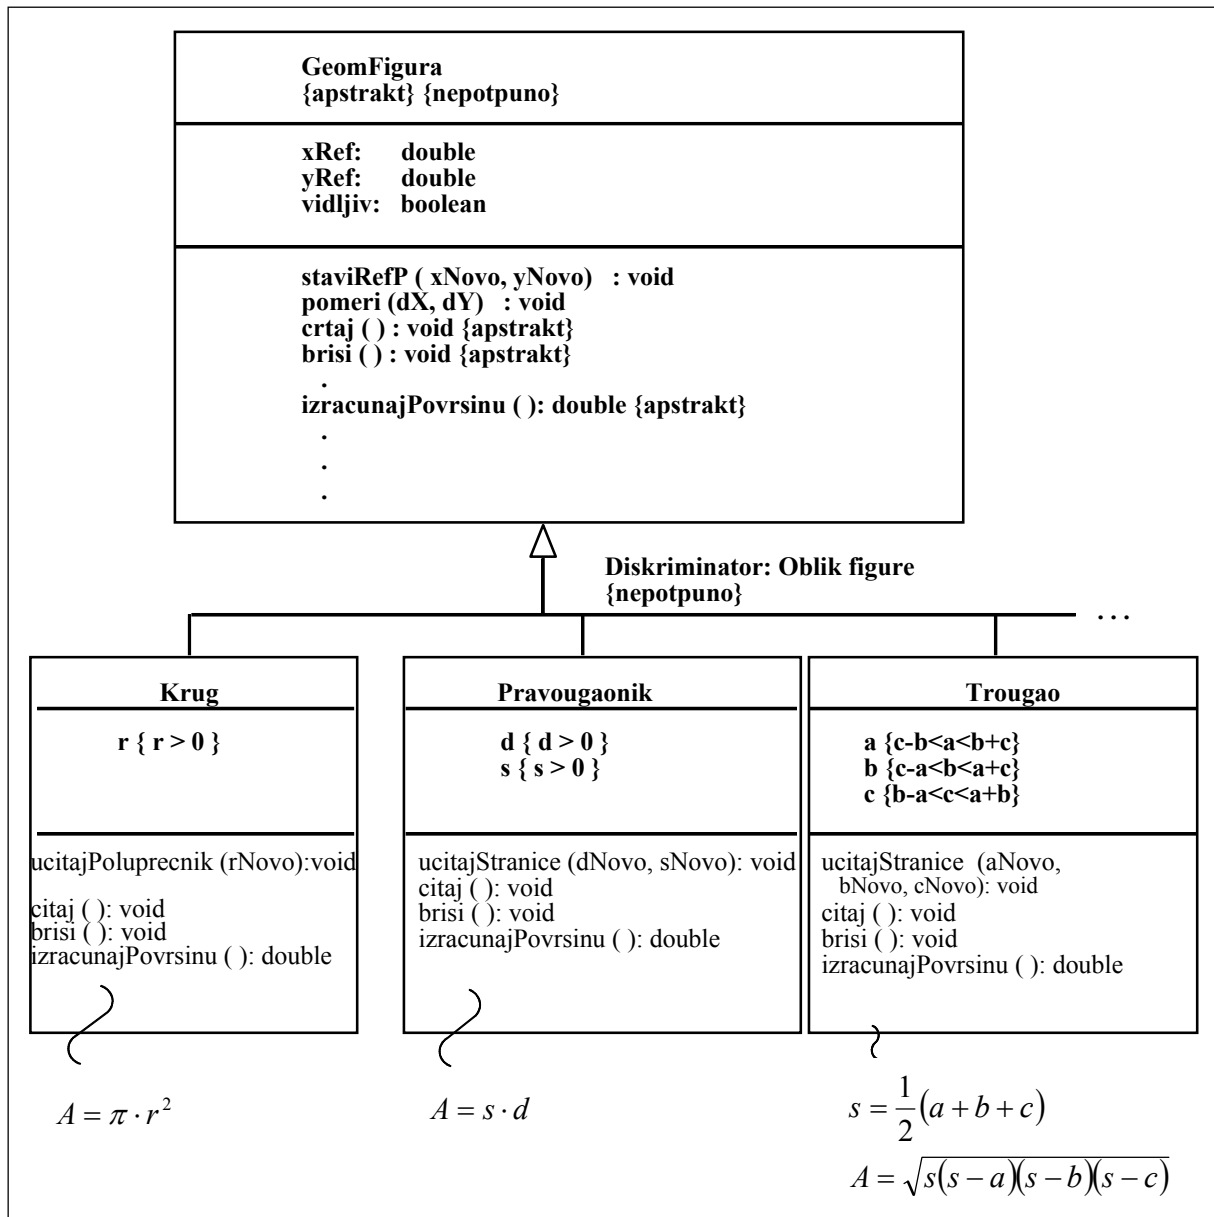 GeomFigura
{apstrakt} {nepotpuno}
xRef: double
yRef: double
vidljiv: boolean
staviRefP ( xNovo, yNovo) : void
pomeri (dX, dY) : void
crtaj ( ) : void {apstrakt}
brisi ( ) : void {apstrakt}
.
izracunajPovrsinu ( ): double {apstrakt}
.
.
.
Diskriminator: Oblik figure
{nepotpuno}
. . .
Krug
r { r > 0 }
ucitajPoluprecnik (rNovo):void
citaj ( ): void
brisi ( ): void
izracunajPovrsinu ( ): double
A = π · r²
Pravougaonik
d { d > 0 }
s { s > 0 }
ucitajStranice (dNovo, sNovo): void
citaj ( ): void
brisi ( ): void
izracunajPovrsinu ( ): double
A = s · d
Trougao
a {c-b<a<b+c}
b {c-a<b<a+c}
c {b-a<c<a+b}
ucitajStranice (aNovo,
bNovo, cNovo): void
citaj ( ): void
brisi ( ): void
izracunajPovrsinu ( ): double
s = 1/2 (a + b + c)
A = √s(s − a)(s − b)(s − c)